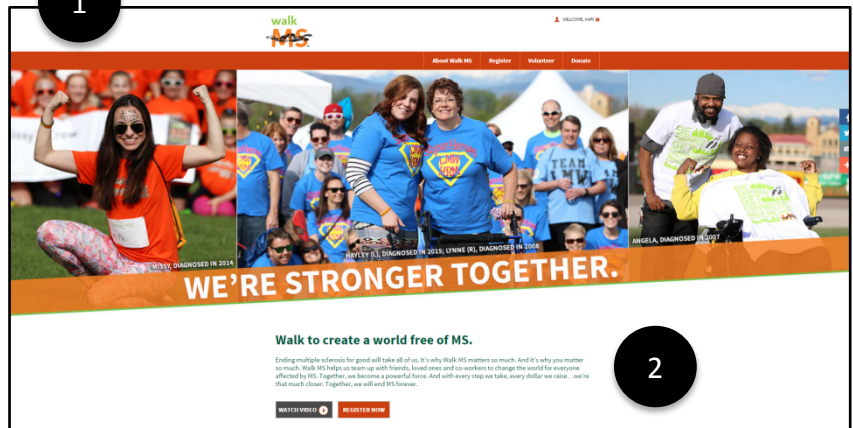 1
walk
MS.
WELCOME, KARI
About Walk MS Register Volunteer Donate
TEAM
LMW
MISSY, DIAGNOSED IN 2014
HAYLEY (L), DIAGNOSED IN 2015; LYNNE (R), DIAGNOSED IN 2008
ANGELA, DIAGNOSED IN 2007
WE'RE STRONGER TOGETHER.
Walk to create a world free of MS.
Ending multiple sclerosis for good will take all of us. It's why Walk MS matters so much. And it's why you matter
so much. Walk MS helps us team up with friends, loved ones and co-workers to change the world for everyone
affected by MS. Together, we become a powerful force. And with every step we take, every dollar we raise…we're
that much closer. Together, we will end MS forever.
2
WATCH VIDEO REGISTER NOW